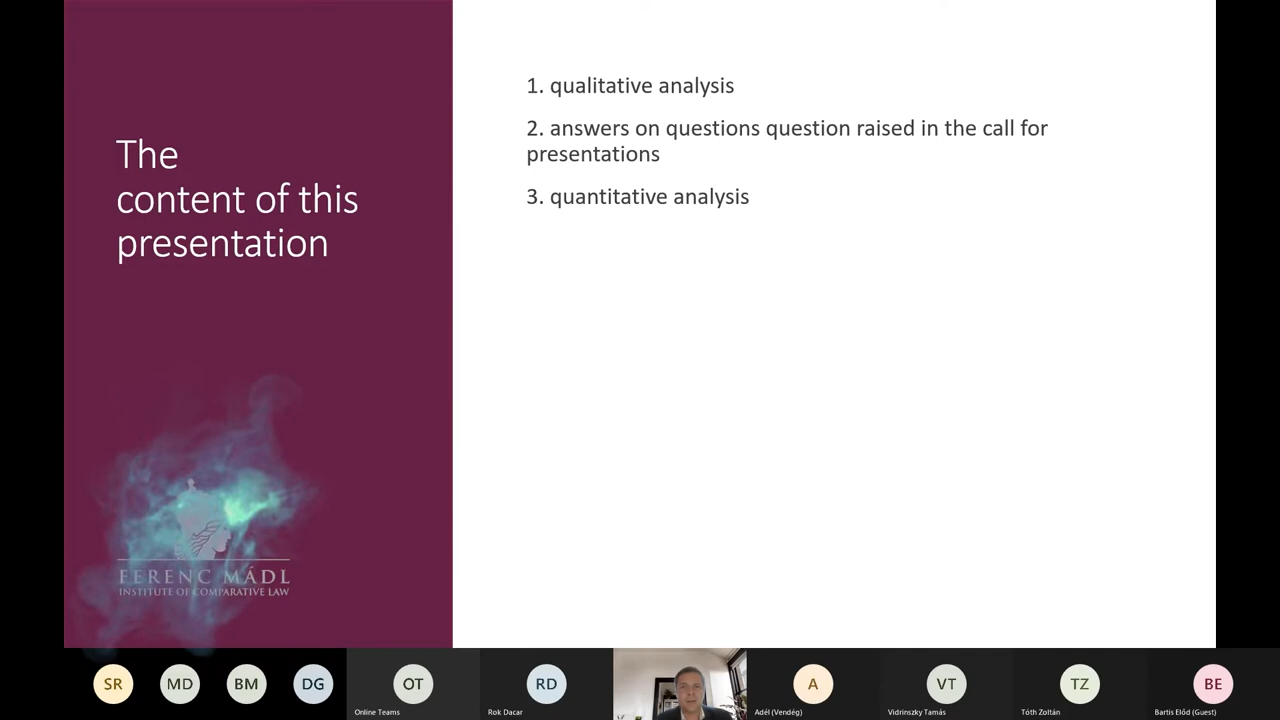 The
content of this
presentation
1. qualitative analysis
2. answers on questions question raised in the call for
presentations
3. quantitative analysis
FERENC MÁDL
INSTITUTE OF COMPARATIVE LAW
SR
MD
BM
DG
OT
Online Teams
RD
Rok Dacar
A
Adél (Vendég)
VT
Vidrinszky Tamás
TZ
Tóth Zoltán
BE
Bartis Előd (Guest)